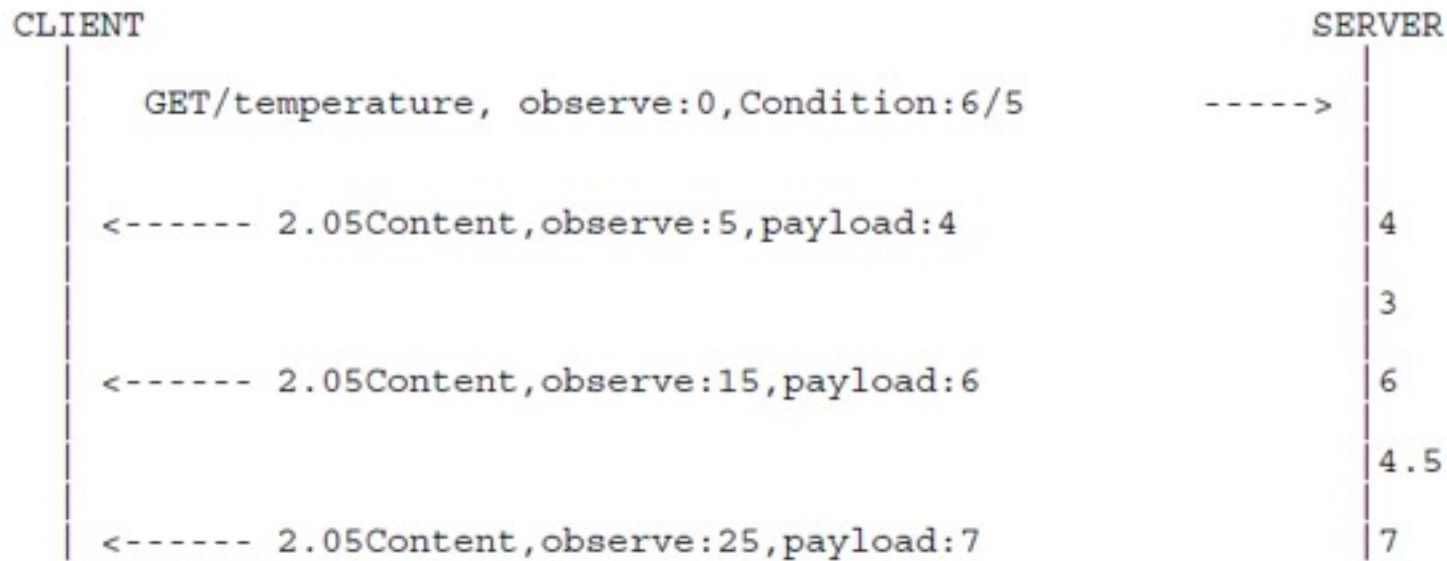 CLIENT SERVER
GET/temperature, observe:0,Condition:6/5 ----->
<------ 2.05Content,observe:5,payload:4 4
3
<------ 2.05Content,observe:15,payload:6 6
4.5
<------ 2.05Content,observe:25,payload:7 7